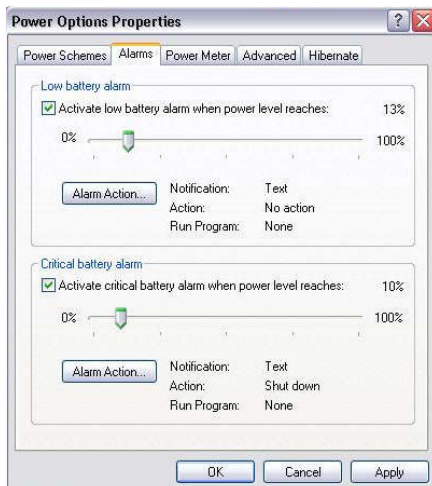 Power Options Properties
Power Schemes Alarms Power Meter Advanced Hibernate
Low battery alarm
Activate low battery alarm when power level reaches: 13%
0% 100%
Alarm Action... Notification: Text
Action: No action
Run Program: None
Critical battery alarm
Activate critical battery alarm when power level reaches: 10%
0% 100%
Alarm Action... Notification: Text
Action: Shut down
Run Program: None
OK Cancel Apply